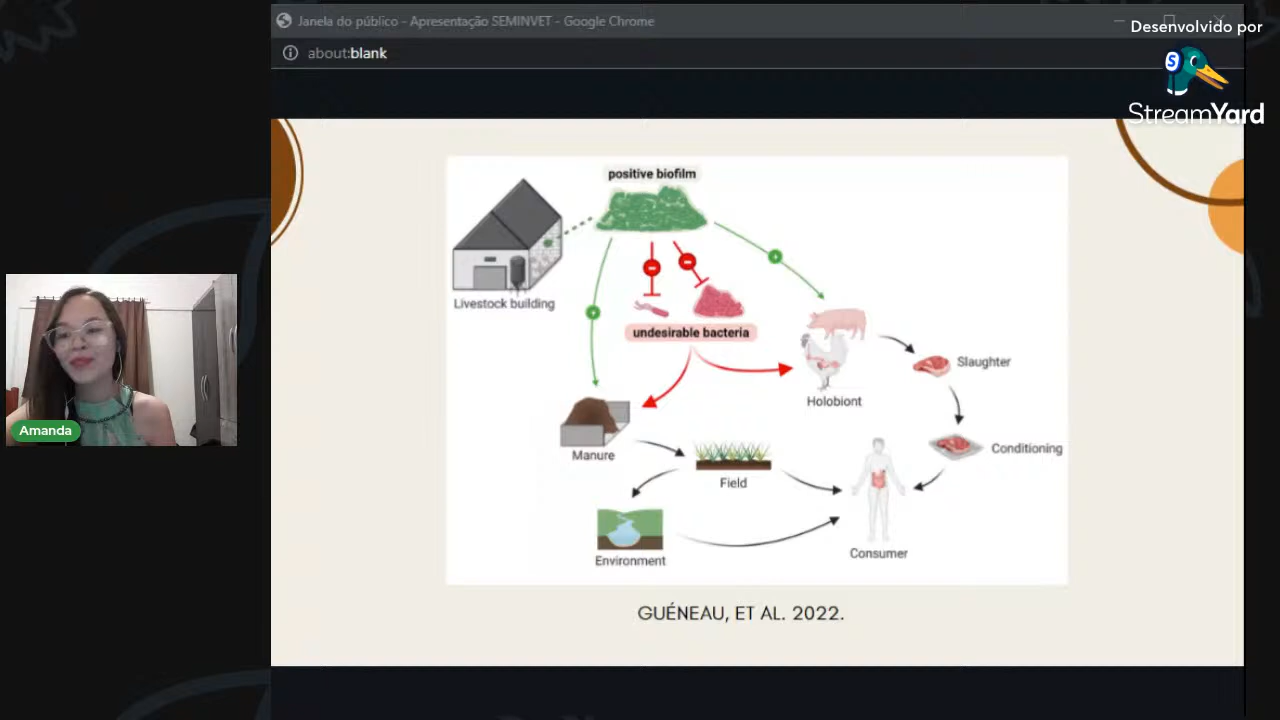 Janela do público - Apresentação SEMINVET - Google Chrome
about:blank
Desenvolvido por
StreamYard
positive biofilm
Livestock building
undesirable bacteria
Slaughter
Holobiont
Conditioning
Manure
Field
Consumer
Environment
GUÉNEAU, ET AL. 2022.
Amanda